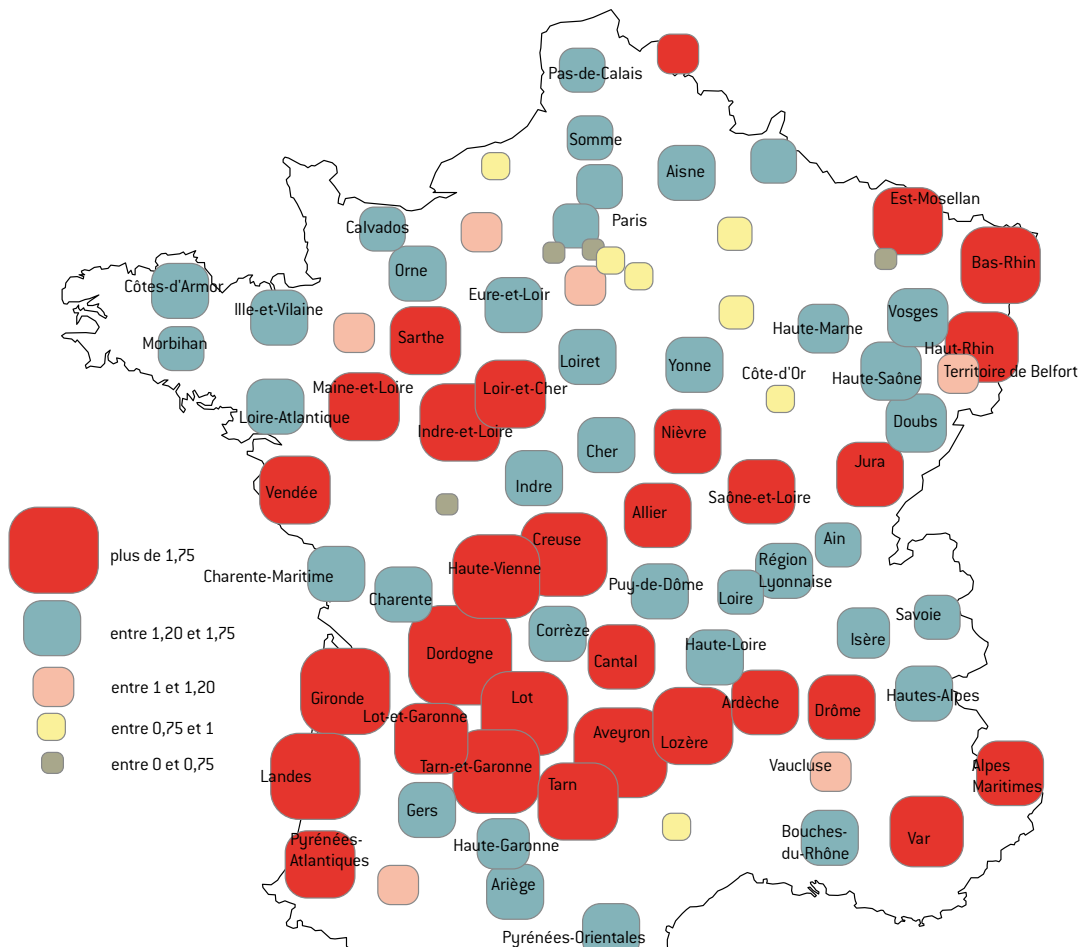 Pas-de-Calais
Somme
Aisne
Est-Mosellan
Paris
Calvados
Bas-Rhin
Orne
Côtes-d'Armor
Eure-et-Loir
Ille-et-Vilaine
Vosges
Haute-Marne
Sarthe
Morbihan
Haut-Rhin
Loiret
Yonne
Territoire de Belfort
Côte-d'Or
Haute-Saône
Maine-et-Loire
Loir-et-Cher
Loire-Atlantique
Doubs
Indre-et-Loire
Nièvre
Cher
Jura
Indre
Vendée
Saône-et-Loire
Allier
Creuse
Ain
plus de 1,75
Région
Lyonnaise
Haute-Vienne
Charente-Maritime
Puy-de-Dôme
Charente
Loire
Savoie
entre 1,20 et 1,75
Corrèze
Isère
Haute-Loire
Dordogne
Cantal
entre 1 et 1,20
Hautes-Alpes
Gironde
Lot
Ardèche
Drôme
Lot-et-Garonne
entre 0,75 et 1
Aveyron
Lozère
entre 0 et 0,75
Tarn-et-Garonne
Vaucluse
Alpes
Maritimes
Landes
Tarn
Gers
Bouches-
du-Rhône
Var
Pyrénées-
Atlantiques
Haute-Garonne
Ariège
Pyrénées-Orientales